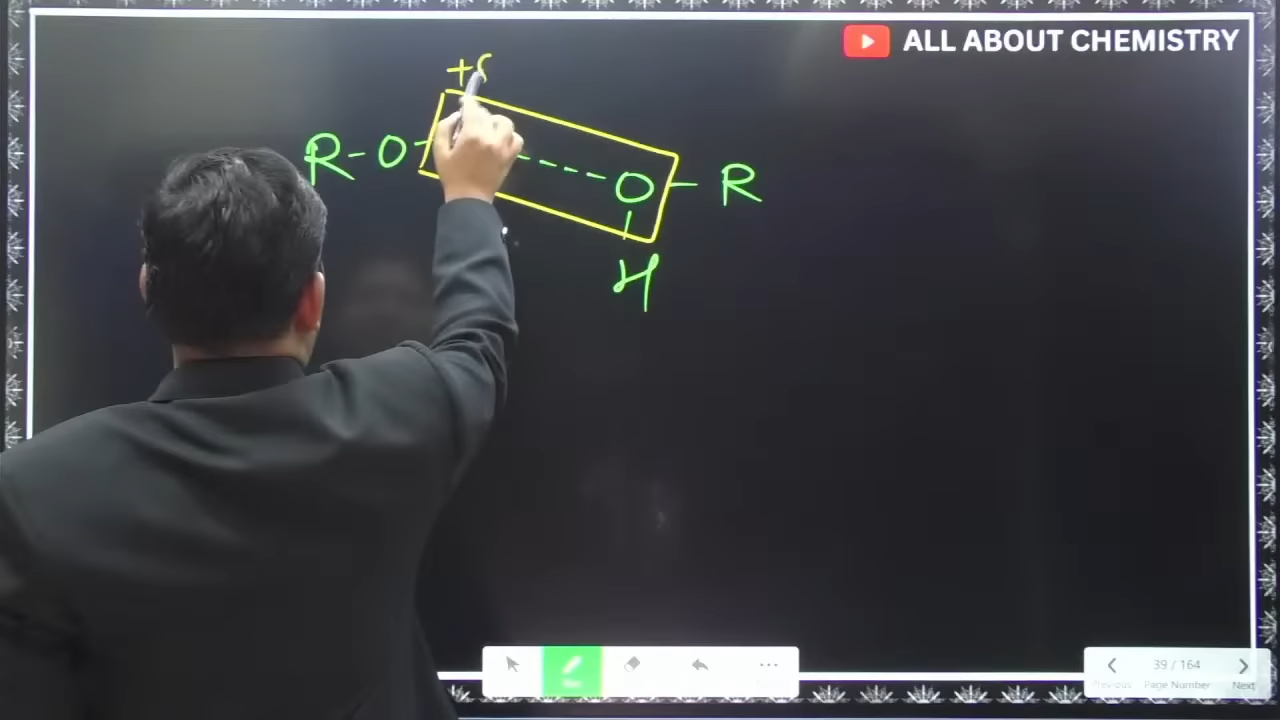 ALL ABOUT CHEMISTRY
R-O- ----- O-R
H
39 / 164
Previous Page Number Next